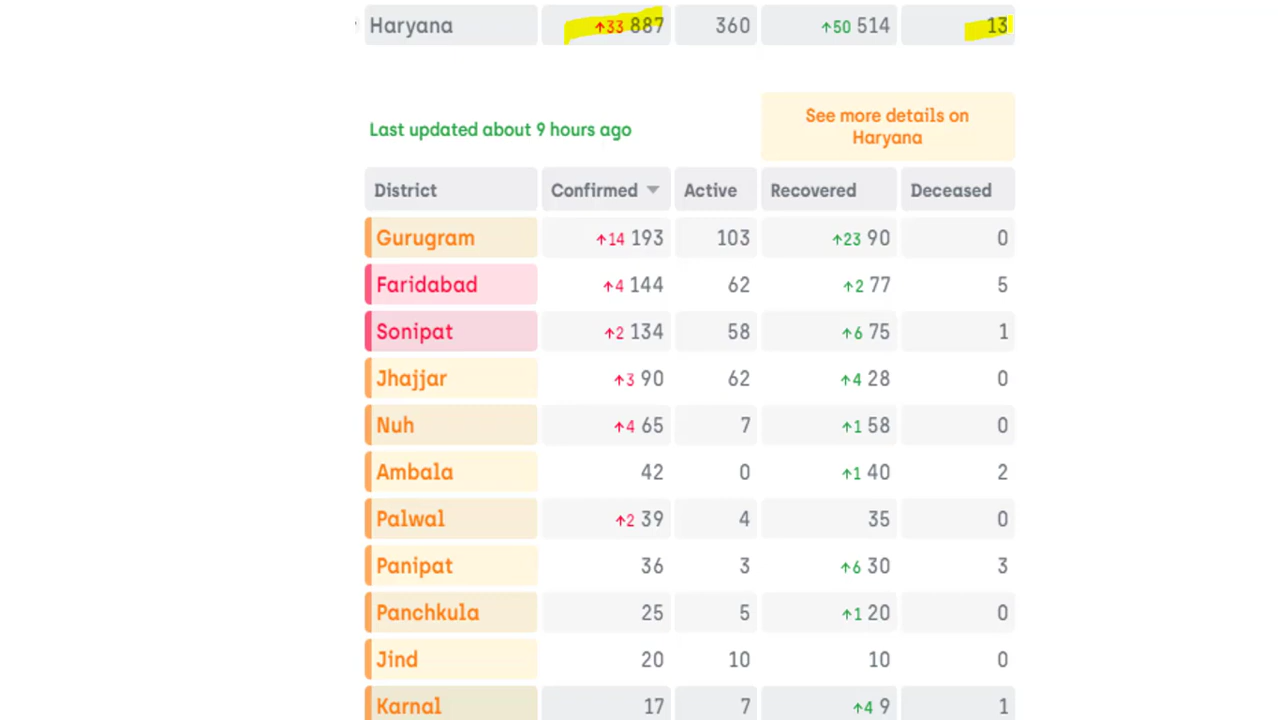 Haryana ↑33 887 360 ↑50 514 13
Last updated about 9 hours ago
See more details on
Haryana
District Confirmed Active Recovered Deceased
Gurugram ↑14 193 103 ↑23 90 0
Faridabad ↑4 144 62 ↑2 77 5
Sonipat ↑2 134 58 ↑6 75 1
Jhajjar ↑3 90 62 ↑4 28 0
Nuh ↑4 65 7 ↑1 58 0
Ambala 42 0 ↑1 40 2
Palwal ↑2 39 4 35 0
Panipat 36 3 ↑6 30 3
Panchkula 25 5 ↑1 20 0
Jind 20 10 10 0
Karnal 17 7 ↑4 9 1